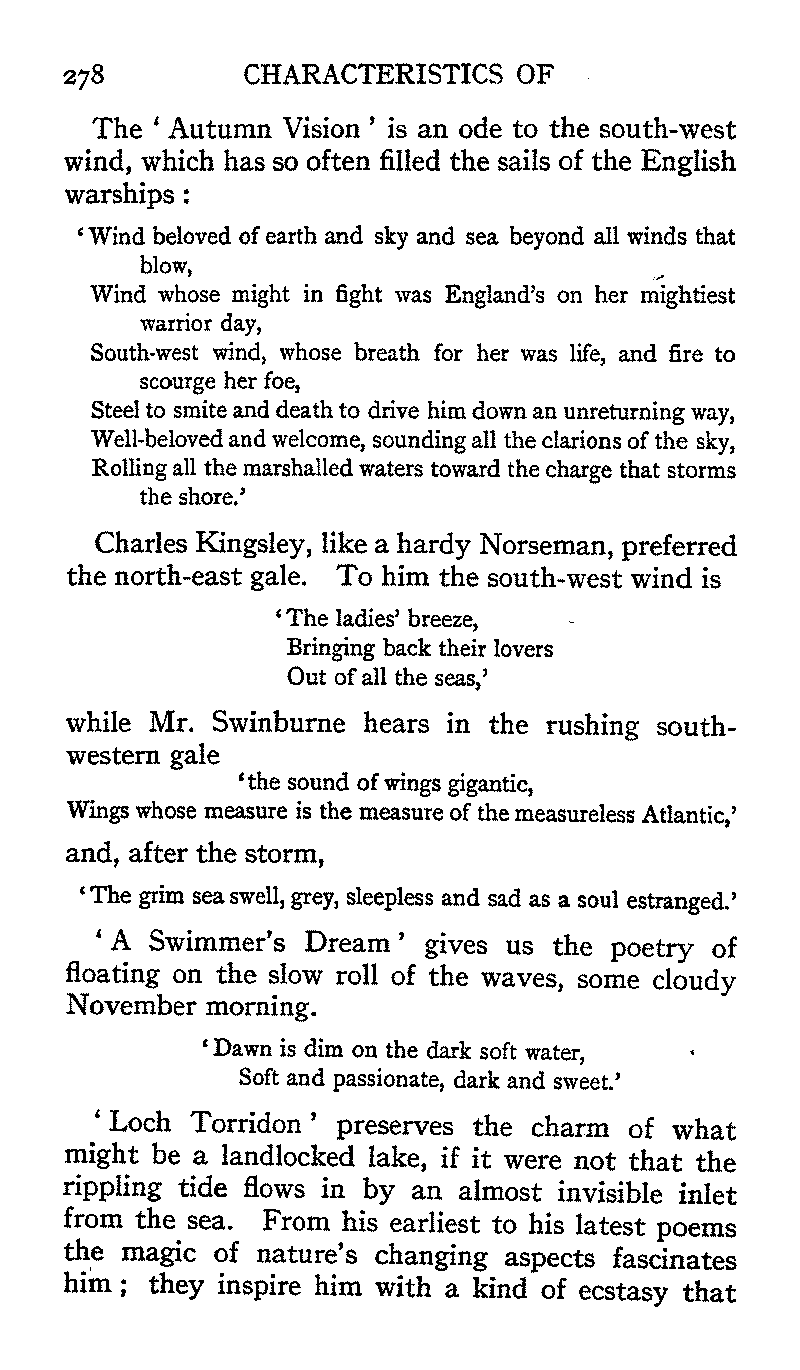 278 CHARACTERISTICS OF
The ‘ Autumn Vision ’ is an ode to the south-west
wind, which has so often filled the sails of the English
warships :
‘Wind beloved of earth and sky and sea beyond all winds that
blow,
Wind whose might in fight was England’s on her mightiest
warrior day,
South-west wind, whose breath for her was life, and fire to
scourge her foe,
Steel to smite and death to drive him down an unreturning way,
Well-beloved and welcome, sounding all the clarions of the sky,
Rolling all the marshalled waters toward the charge that storms
the shore.’
Charles Kingsley, like a hardy Norseman, preferred
the north-east gale. To him the south-west wind is
‘The ladies’ breeze,
Bringing back their lovers
Out of all the seas,’
while Mr. Swinburne hears in the rushing south-
western gale
‘the sound of wings gigantic,
Wings whose measure is the measure of the measureless Atlantic,’
and, after the storm,
‘The grim sea swell, grey, sleepless and sad as a soul estranged.’
‘ A Swimmer’s Dream ’ gives us the poetry of
floating on the slow roll of the waves, some cloudy
November morning.
‘Dawn is dim on the dark soft water,
Soft and passionate, dark and sweet.’
‘ Loch Torridon ’ preserves the charm of what
might be a landlocked lake, if it were not that the
rippling tide flows in by an almost invisible inlet
from the sea. From his earliest to his latest poems
the magic of nature’s changing aspects fascinates
him ; they inspire him with a kind of ecstasy that